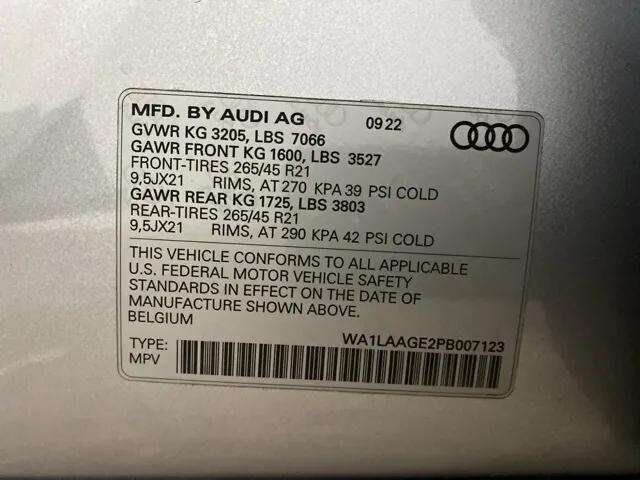 MFD. BY AUDI AG 09 22
GVWR KG 3205, LBS 7066
GAWR FRONT KG 1600, LBS 3527
FRONT-TIRES 265/45 R21
9,5JX21 RIMS, AT 270 KPA 39 PSI COLD
GAWR REAR KG 1725, LBS 3803
REAR-TIRES 265/45 R21
9,5JX21 RIMS, AT 290 KPA 42 PSI COLD
THIS VEHICLE CONFORMS TO ALL APPLICABLE
U.S. FEDERAL MOTOR VEHICLE SAFETY
STANDARDS IN EFFECT ON THE DATE OF
MANUFACTURE SHOWN ABOVE.
BELGIUM
WA1LAAGE2PB007123
TYPE:
MPV